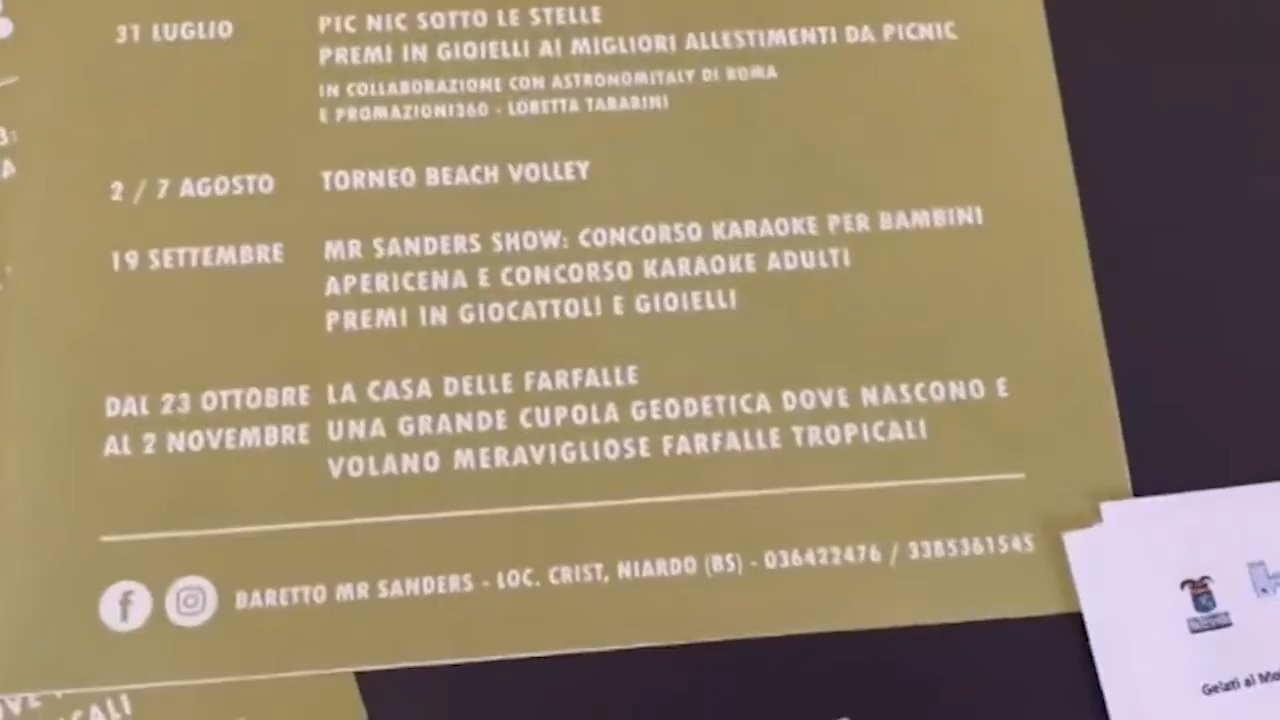 31 LUGLIO PIC NIC SOTTO LE STELLE
PREMI IN GIOIELLI AI MIGLIORI ALLESTIMENTI DA PICNIC
IN COLLABORAZIONE CON ASTRONOMITALY DI ROMA
E PROMAZIONI360 - LORETTA TABARINI
2 / 7 AGOSTO TORNEO BEACH VOLLEY
19 SETTEMBRE MR SANDERS SHOW: CONCORSO KARAOKE PER BAMBINI
APERICENA E CONCORSO KARAOKE ADULTI
PREMI IN GIOCATTOLI E GIOIELLI
DAL 23 OTTOBRE LA CASA DELLE FARFALLE
AL 2 NOVEMBRE UNA GRANDE CUPOLA GEODETICA DOVE NASCONO E
VOLANO MERAVIGLIOSE FARFALLE TROPICALI
BARETTO MR SANDERS - LOC. CRIST, NIARDO (BS) - 036422476 / 3385361545
Gelati al